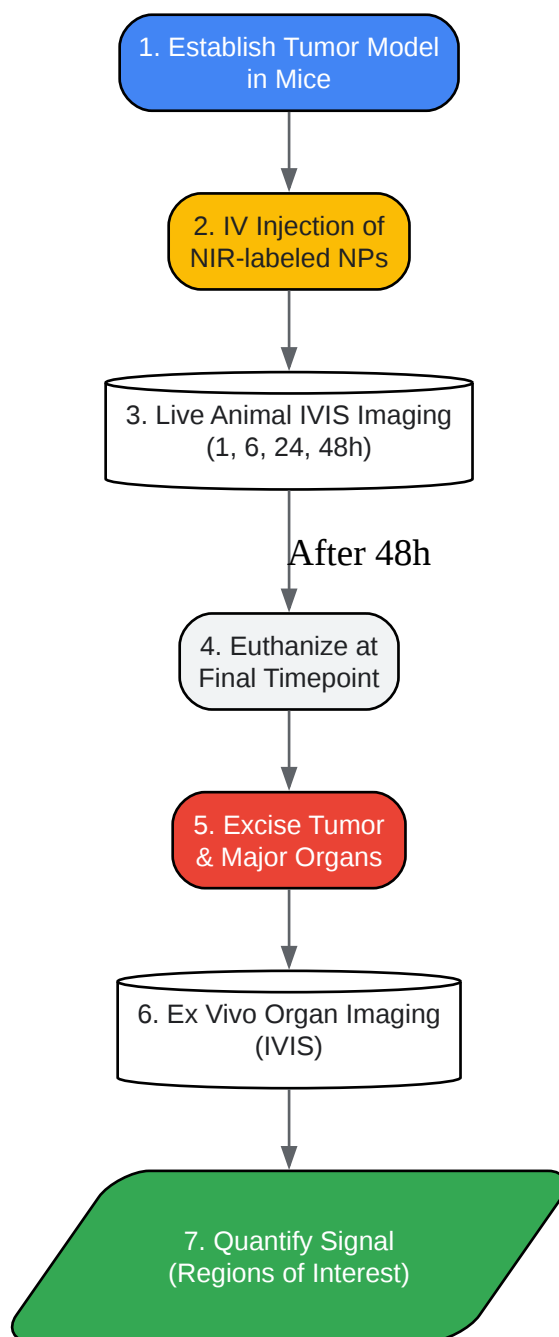 1. Establish Tumor Model
in Mice
2. IV Injection of
NIR-labeled NPs
3. Live Animal IVIS Imaging
(1, 6, 24, 48h)
After 48h
4. Euthanize at
Final Timepoint
5. Excise Tumor
& Major Organs
6. Ex Vivo Organ Imaging
(IVIS)
7. Quantify Signal
(Regions of Interest)